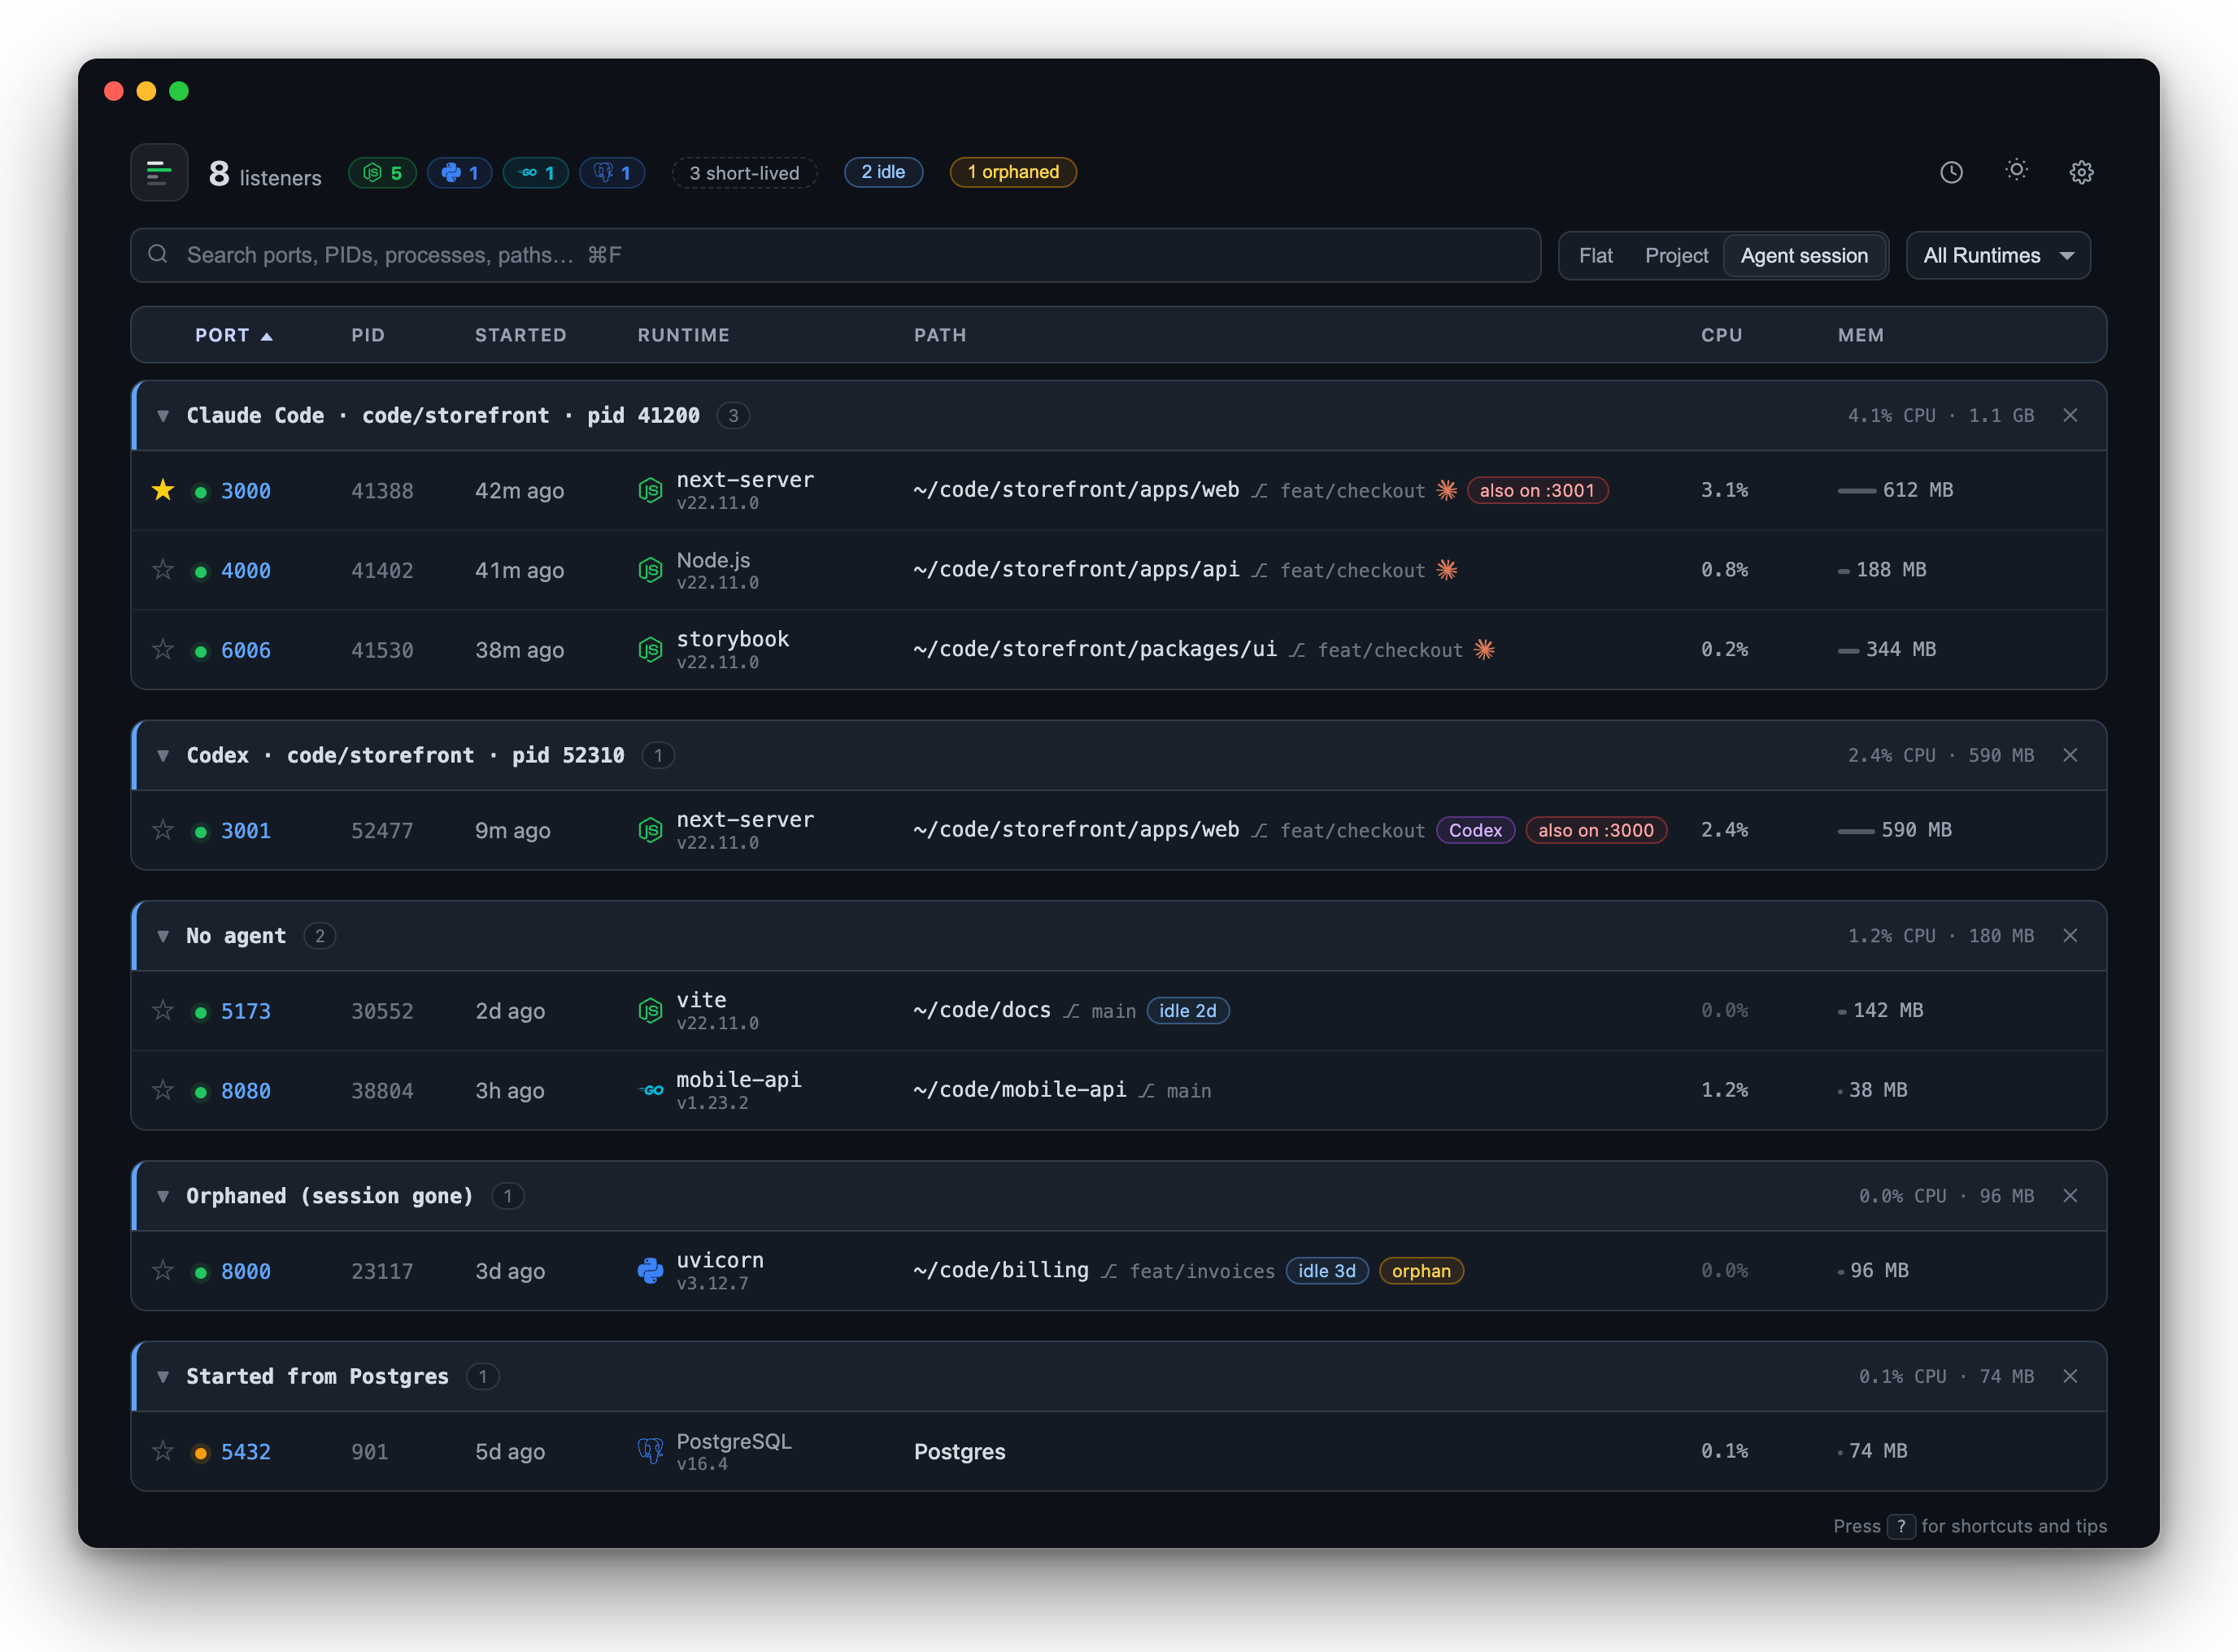 8 listeners 5 1 1 1 3 short-lived 2 idle 1 orphaned
Search ports, PIDs, processes, paths… ⌘F Flat Project Agent session All Runtimes
PORT PID STARTED RUNTIME PATH CPU MEM
Claude Code · code/storefront · pid 41200 3 4.1% CPU · 1.1 GB
3000 41388 42m ago next-server ~/code/storefront/apps/web feat/checkout also on :3001 3.1% 612 MB
v22.11.0
4000 41402 41m ago Node.js ~/code/storefront/apps/api feat/checkout 0.8% 188 MB
v22.11.0
6006 41530 38m ago storybook ~/code/storefront/packages/ui feat/checkout 0.2% 344 MB
v22.11.0
Codex · code/storefront · pid 52310 1 2.4% CPU · 590 MB
3001 52477 9m ago next-server ~/code/storefront/apps/web feat/checkout Codex also on :3000 2.4% 590 MB
v22.11.0
No agent 2 1.2% CPU · 180 MB
5173 30552 2d ago vite ~/code/docs main idle 2d 0.0% 142 MB
v22.11.0
8080 38804 3h ago mobile-api ~/code/mobile-api main 1.2% 38 MB
v1.23.2
Orphaned (session gone) 1 0.0% CPU · 96 MB
8000 23117 3d ago uvicorn ~/code/billing feat/invoices idle 3d orphan 0.0% 96 MB
v3.12.7
Started from Postgres 1 0.1% CPU · 74 MB
5432 901 5d ago PostgreSQL Postgres 0.1% 74 MB
v16.4
Press ? for shortcuts and tips